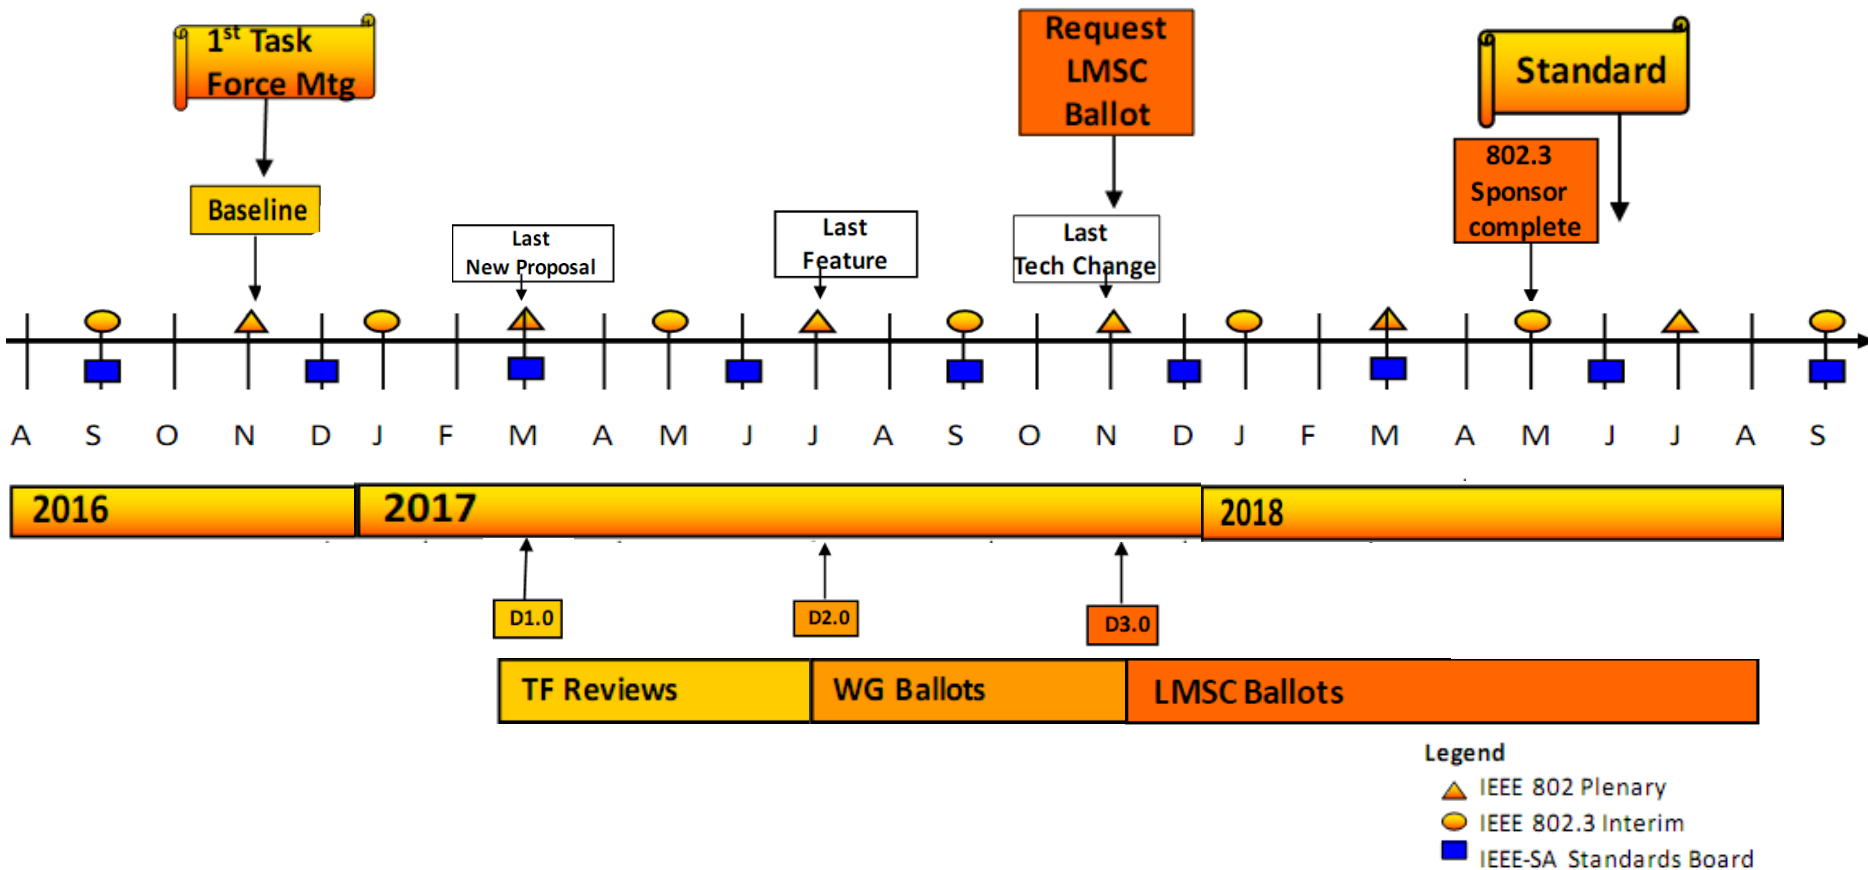 1st Task
Force Mtg
Request
LMSC
Ballot
Standard
802.3
Sponsor
complete
Baseline
Last
New Proposal
Last
Feature
Last
Tech Change
A S O N D J F M A M J J A S O N D J F M A M J J A S
2016
2017
2018
D1.0
D2.0
D3.0
TF Reviews
WG Ballots
LMSC Ballots
Legend
IEEE 802 Plenary
IEEE 802.3 Interim
IEEE-SA Standards Board